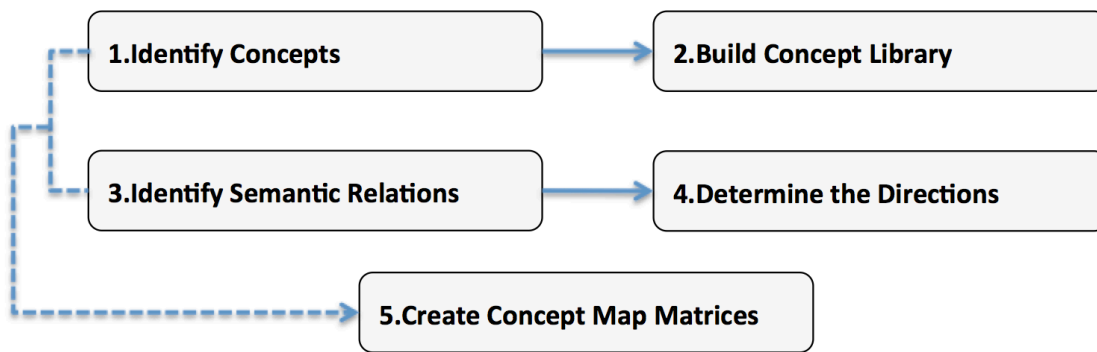 1.Identify Concepts
2.Build Concept Library
3.Identify Semantic Relations
4.Determine the Directions
5.Create Concept Map Matrices